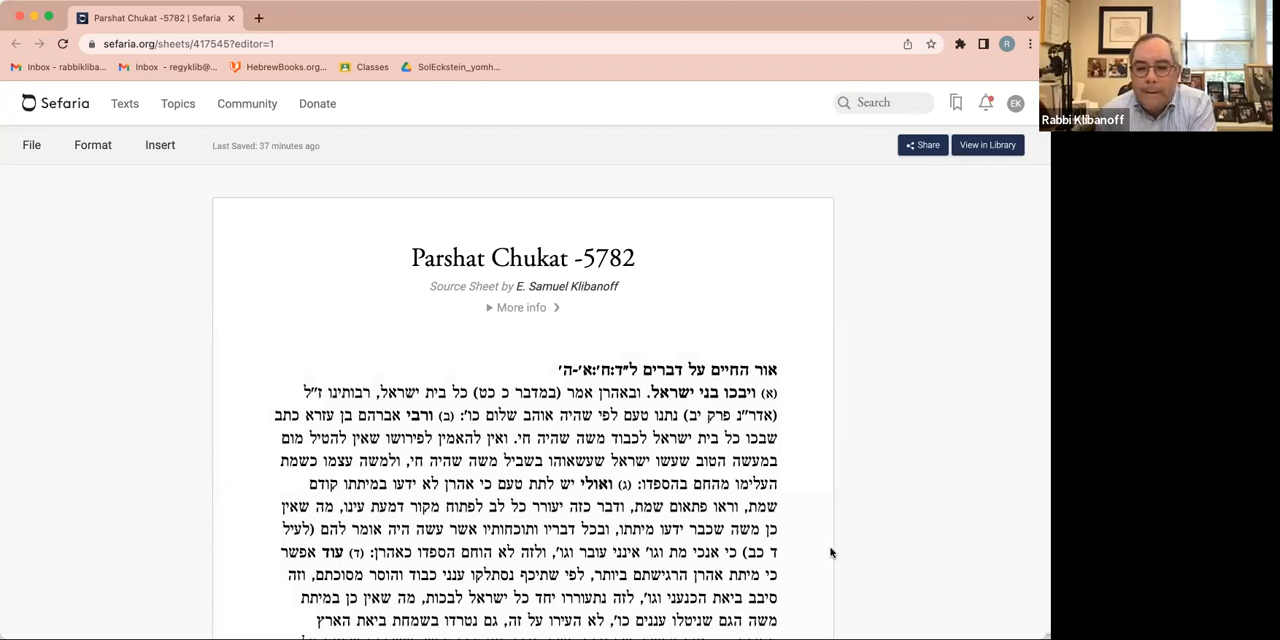 Parshat Chukat -5782 | Sefaria
sefaria.org/sheets/417545?editor=1
Inbox - rabbikliba...
Inbox - regyklib@...
HebrewBooks.org...
Classes
SolEckstein_yomh...
R
Rabbi Klibanoff
Sefaria
Texts
Topics
Community
Donate
Search
EK
File
Format
Insert
Last Saved: 37 minutes ago
Share
View in Library
Parshat Chukat -5782
Source Sheet by E. Samuel Klibanoff
More info
אור החיים על דברים ל״ד:ח׳:א׳-ה׳
(א) ויבכו בני ישראל. ובאהרן אמר (במדבר כ כט) כל בית ישראל, רבותינו ז״ל
(אדר״נ פרק יב) נתנו טעם לפי שהיה אוהב שלום כו׳: (ב) ורבי אברהם בן עזרא כתב
שבכו כל בית ישראל לכבוד משה שהיה חי. ואין להאמין לפירושו שאין להטיל מום
במעשה הטוב שעשו ישראל שעשאוהו בשביל משה שהיה חי, ולמשה עצמו כשמת
העלימו מהחם בהספדו: (ג) ואולי יש לתת טעם כי אהרן לא ידעו במיתתו קודם
שמת, וראו פתאום שמת, ודבר כזה יעורר כל לב לפתוח מקור דמעת עינו, מה שאין
כן משה שכבר ידעו מיתתו, ובכל דבריו ותוכחותיו אשר עשה היה אומר להם (לעיל
ד כב) כי אנכי מת וגו׳ אינני עובר וגו׳, ולזה לא הוחם הספדו כאהרן: (ד) עוד אפשר
כי מיתת אהרן הרגישתם ביותר, לפי שתיכף נסתלקו ענני כבוד והוסר מסוכתם, וזה
סיבב ביאת הכנעני וגו׳, לזה נתעוררו יחד כל ישראל לבכות, מה שאין כן במיתת
משה הגם שניטלו עננים כו׳, לא העירו על זה, גם נטרדו בשמחת ביאת הארץ